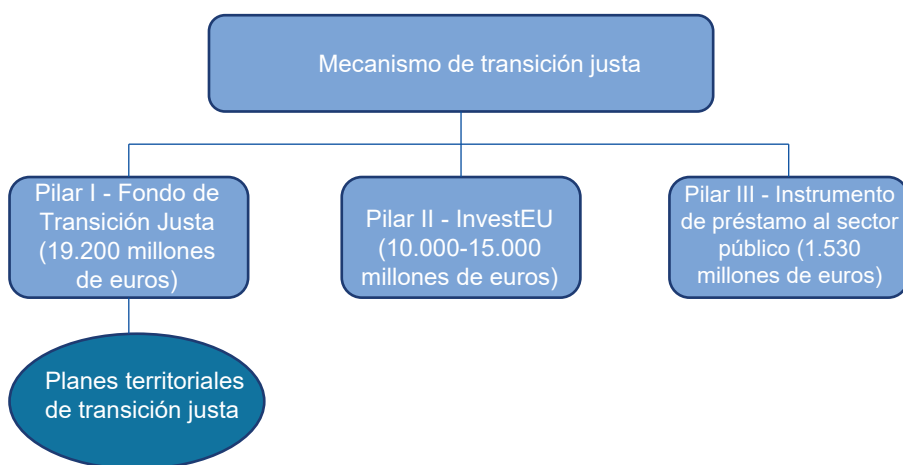 Mecanismo de transición justa
Pilar I - Fondo de
Transición Justa
(19.200 millones
de euros)
Pilar II - InvestEU
(10.000-15.000
millones de euros)
Pilar III - Instrumento
de préstamo al sector
público (1.530
millones de euros)
Planes territoriales
de transición justa